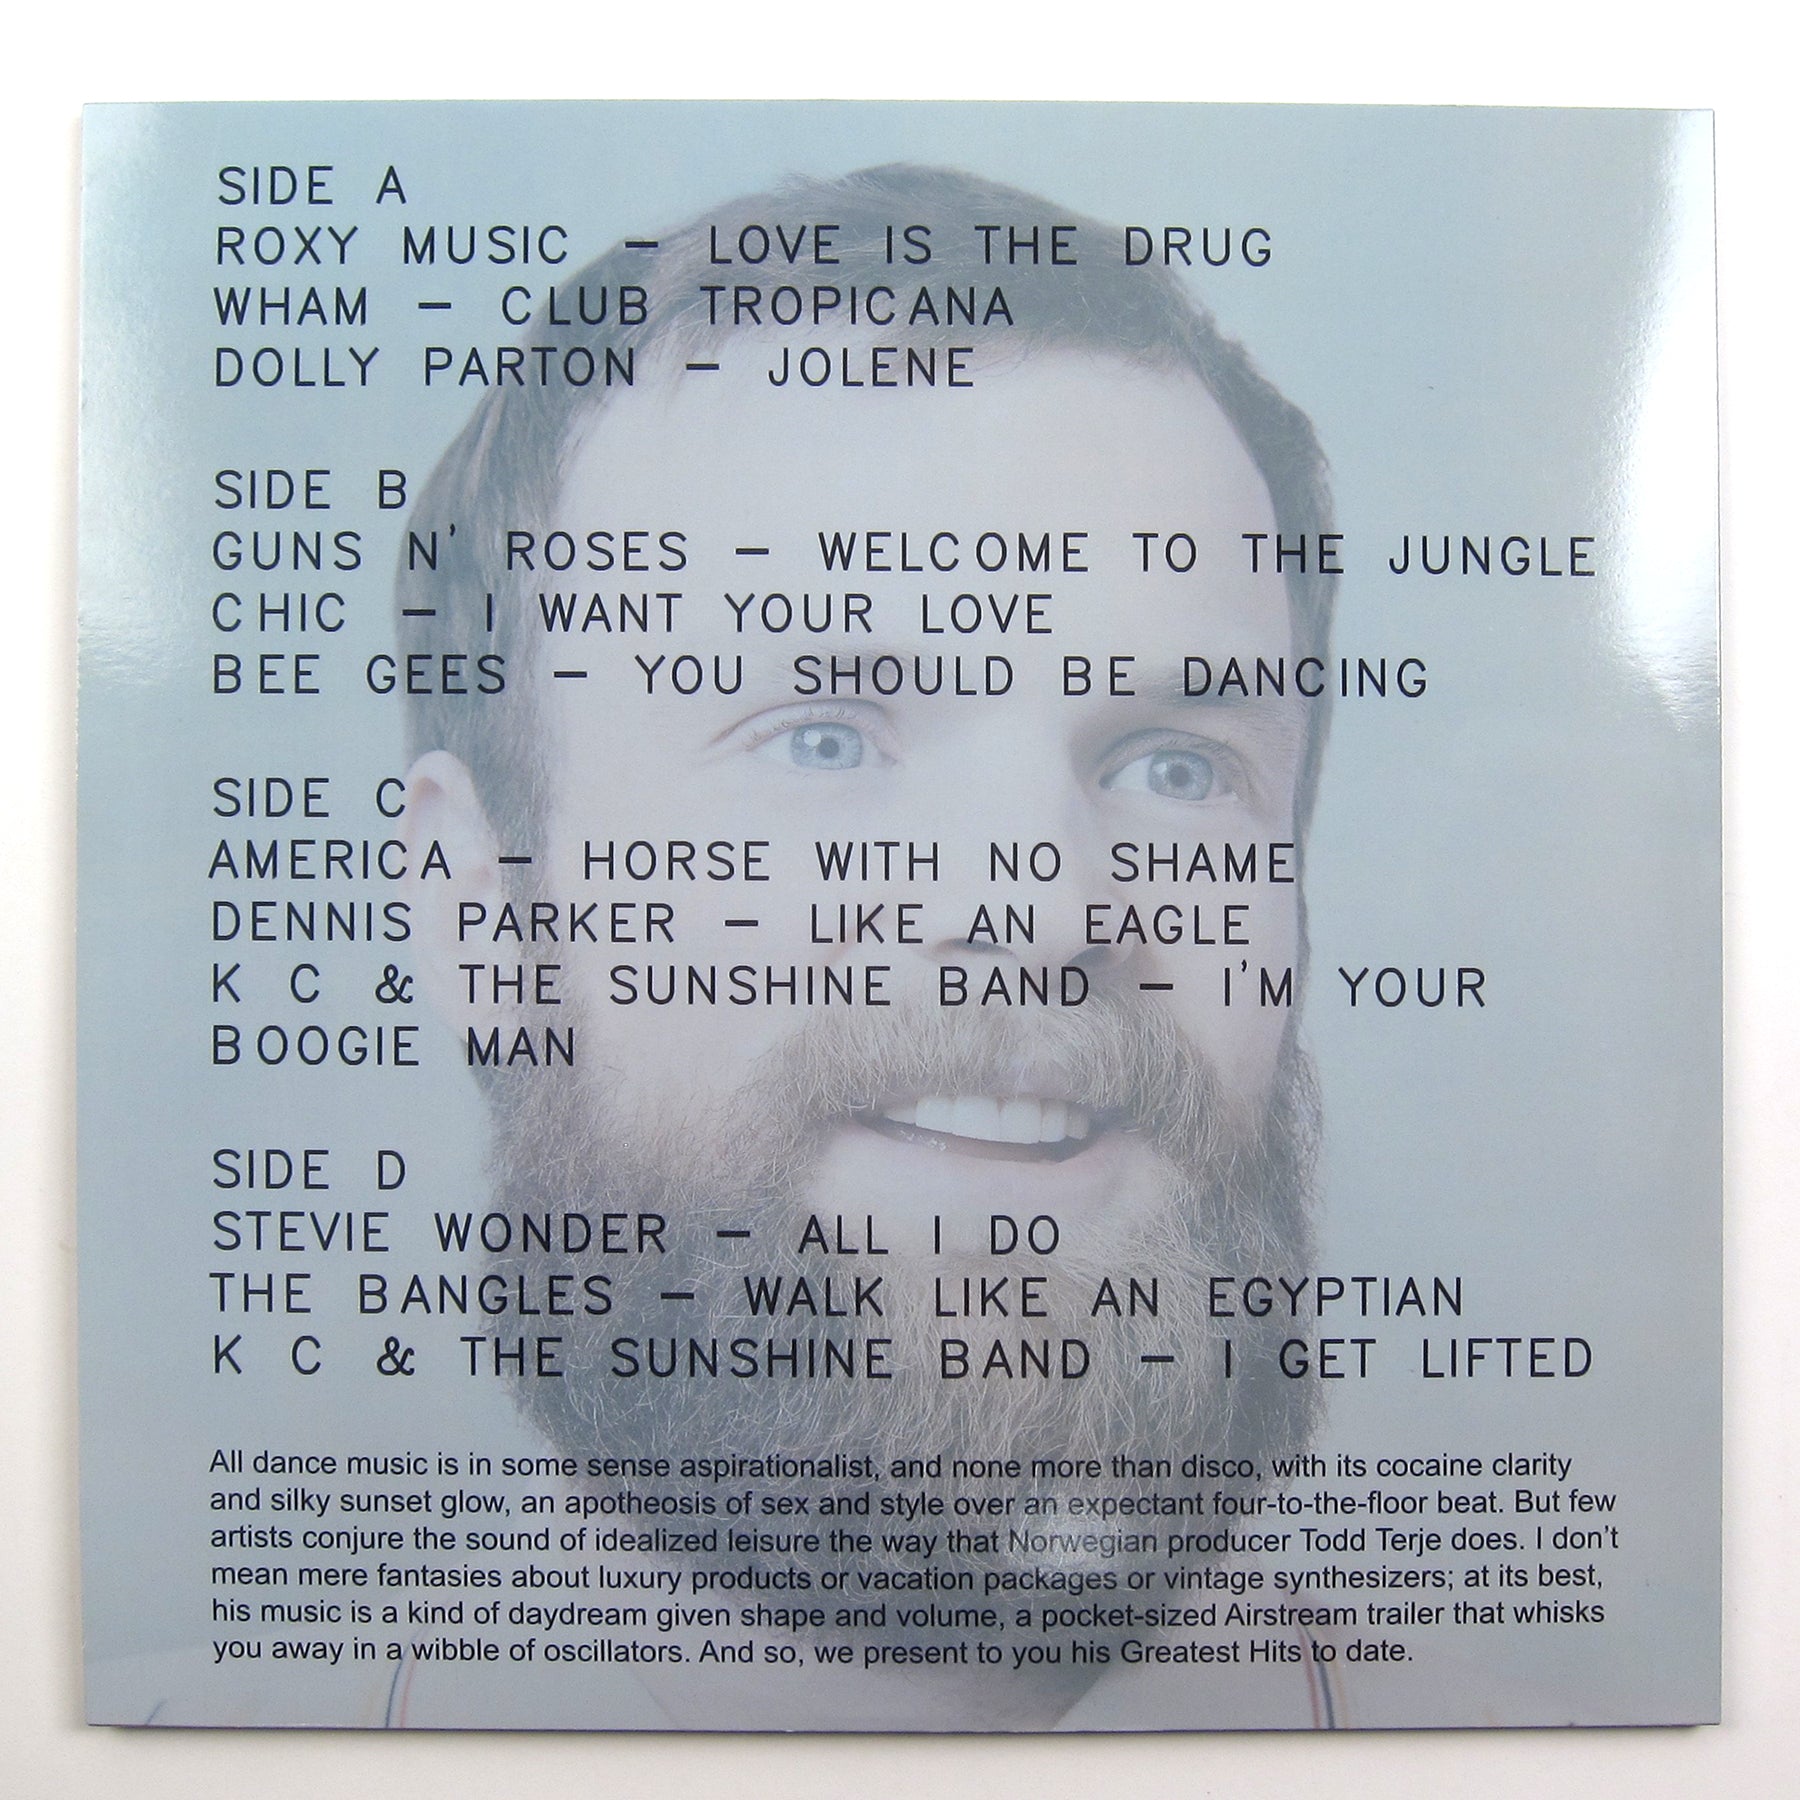 SIDE A
ROXY MUSIC – LOVE IS THE DRUG
WHAM – CLUB TROPICANA
DOLLY PARTON – JOLENE
SIDE B
GUNS N' ROSES – WELCOME TO THE JUNGLE
CHIC – I WANT YOUR LOVE
BEE GEES – YOU SHOULD BE DANCING
SIDE C
AMERICA – HORSE WITH NO SHAME
DENNIS PARKER – LIKE AN EAGLE
K C & THE SUNSHINE BAND – I'M YOUR
BOOGIE MAN
SIDE D
STEVIE WONDER – ALL I DO
THE BANGLES – WALK LIKE AN EGYPTIAN
K C & THE SUNSHINE BAND – I GET LIFTED
All dance music is in some sense aspirationalist, and none more than disco, with its cocaine clarity
and silky sunset glow, an apotheosis of sex and style over an expectant four-to-the-floor beat. But few
artists conjure the sound of idealized leisure the way that Norwegian producer Todd Terje does. I don't
mean mere fantasies about luxury products or vacation packages or vintage synthesizers; at its best,
his music is a kind of daydream given shape and volume, a pocket-sized Airstream trailer that whisks
you away in a wibble of oscillators. And so, we present to you his Greatest Hits to date.